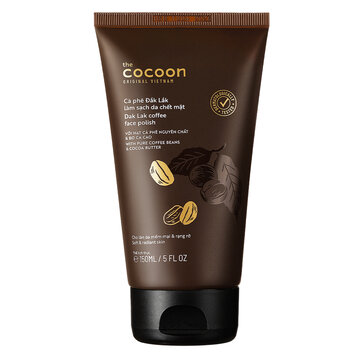 the
cocoon
ORIGINAL VIETNAM
Cà phê Đắk Lắk
làm sạch da chết mặt
Dak Lak coffee
face polish
VỚI HẠT CÀ PHÊ NGUYÊN CHẤT
& BƠ CA CAO
WITH PURE COFFEE BEANS
& COCOA BUTTER
Cho làn da mềm mại & rạng rỡ
Soft & radiant skin
℮ 150ML / 5 FL OZ